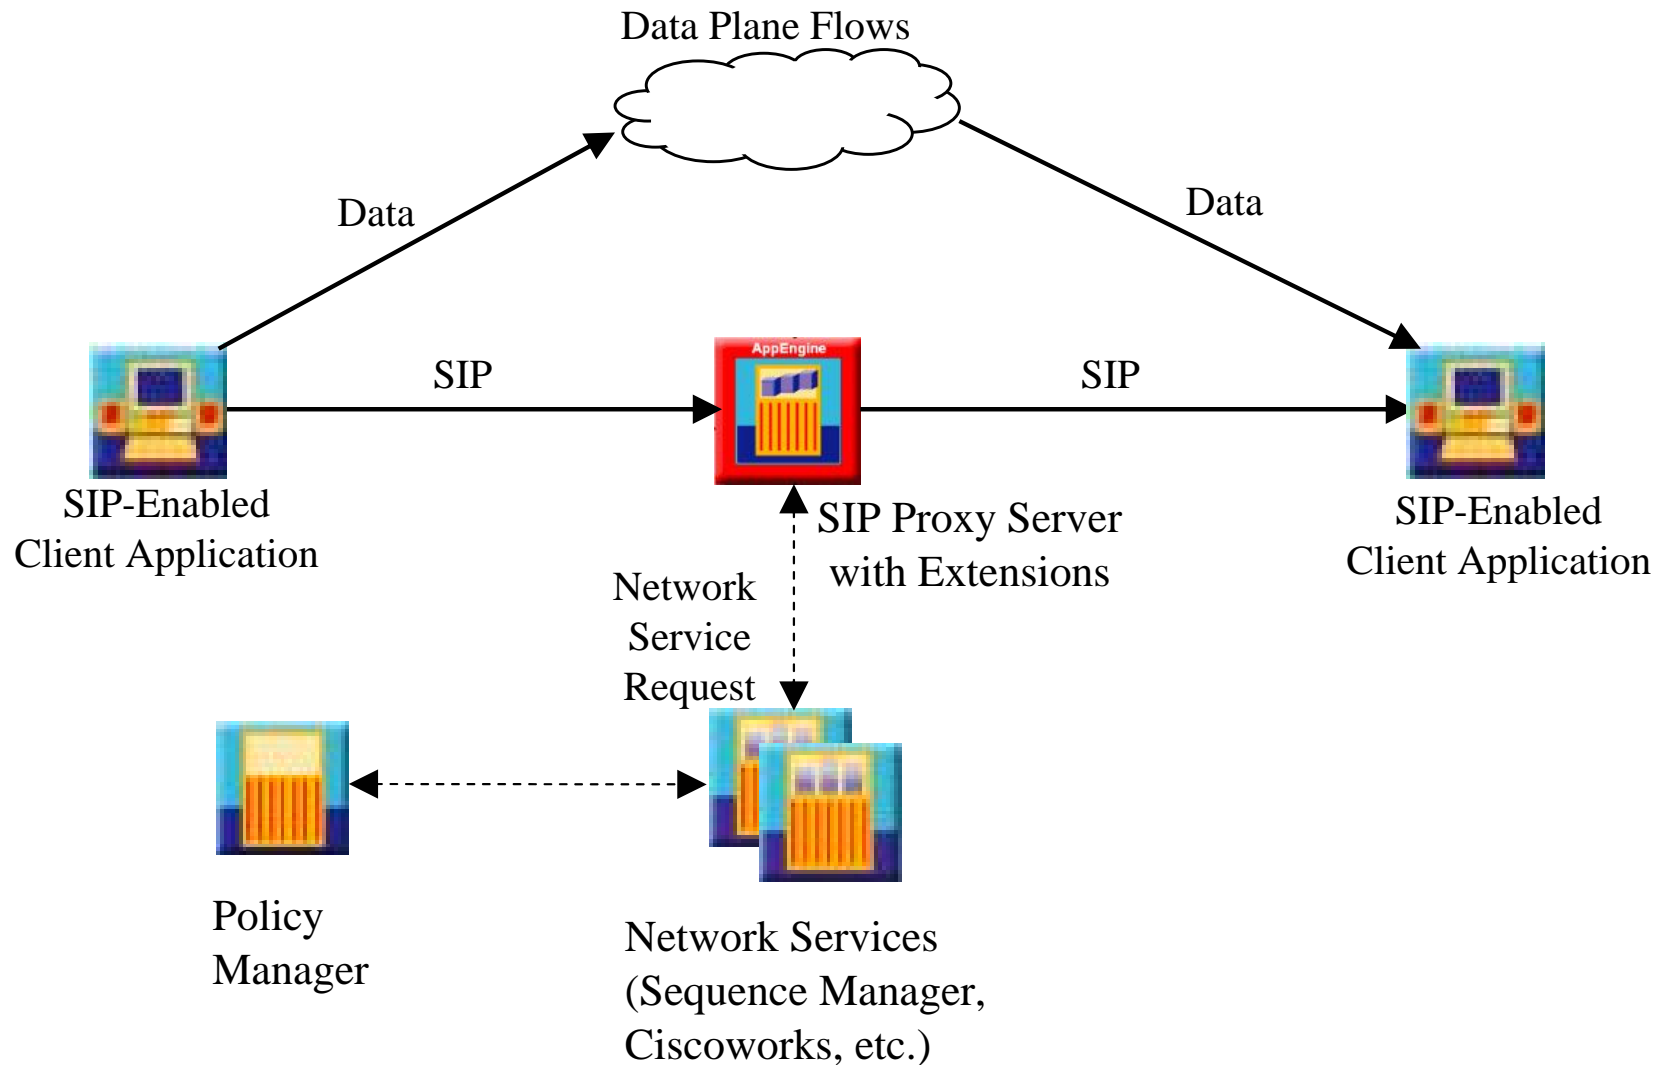 Data Plane Flows
Data
Data
AppEngine
SIP
SIP
SIP-Enabled
Client Application
SIP Proxy Server
with Extensions
SIP-Enabled
Client Application
Network
Service
Request
Policy
Manager
Network Services
(Sequence Manager,
Ciscoworks, etc.)